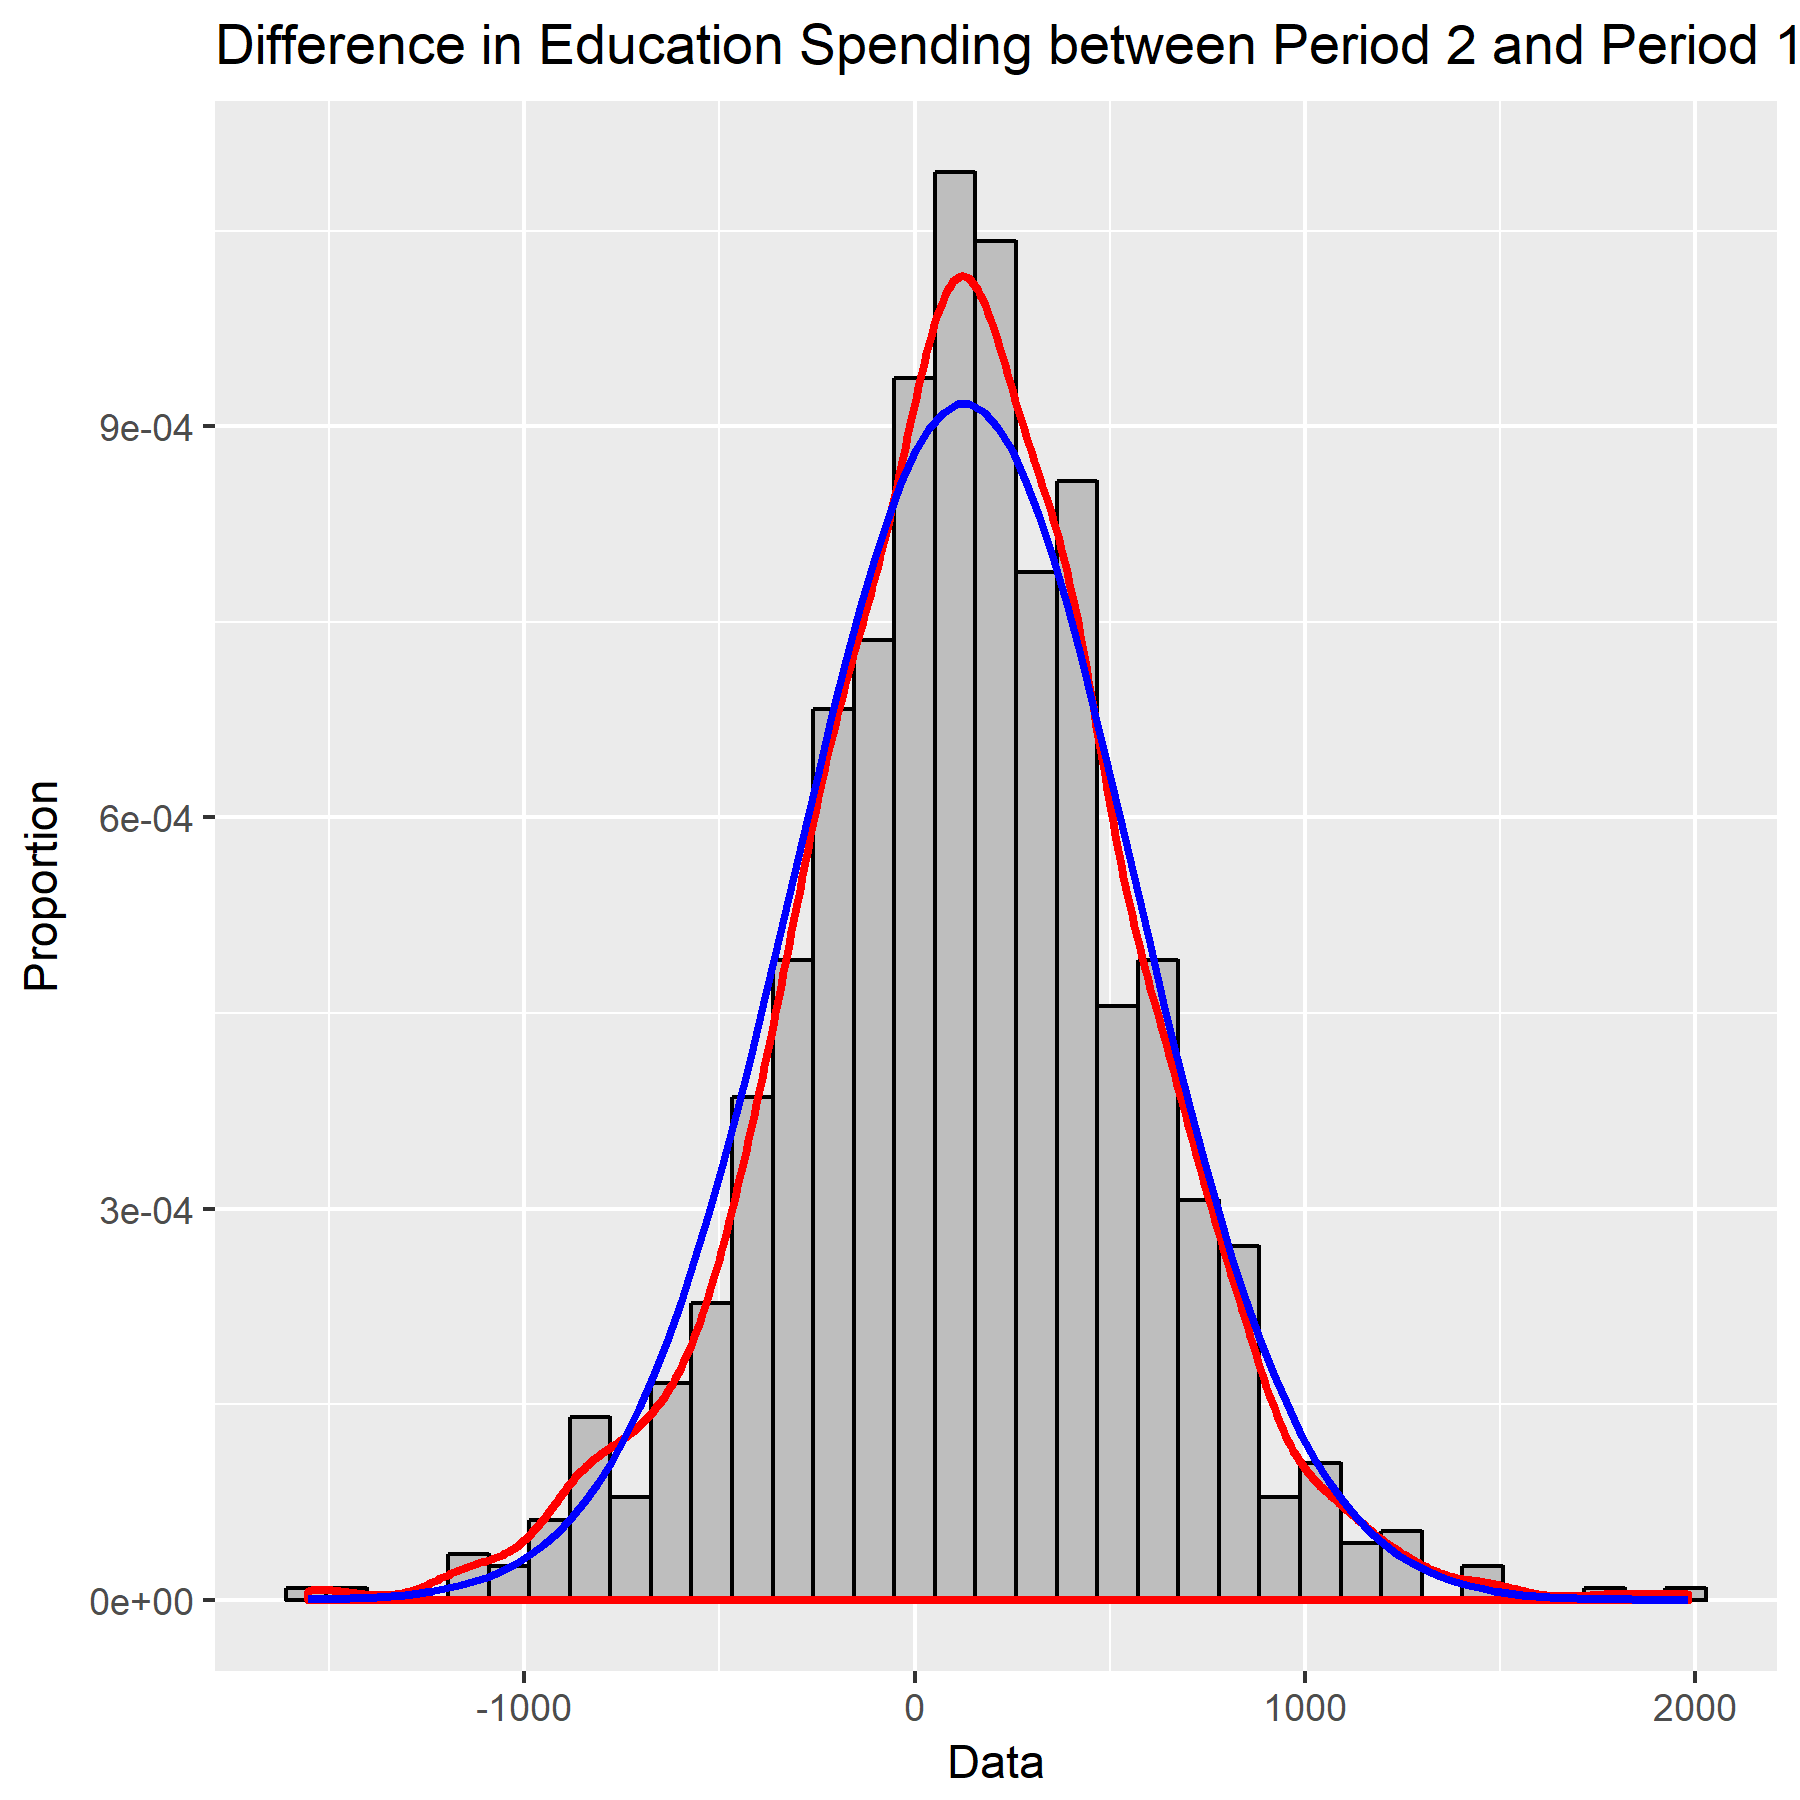 Difference in Education Spending between Period 2 and Period 1
Proportion
9e-04
6e-04
3e-04
0e+00
-1000
0
1000
2000
Data